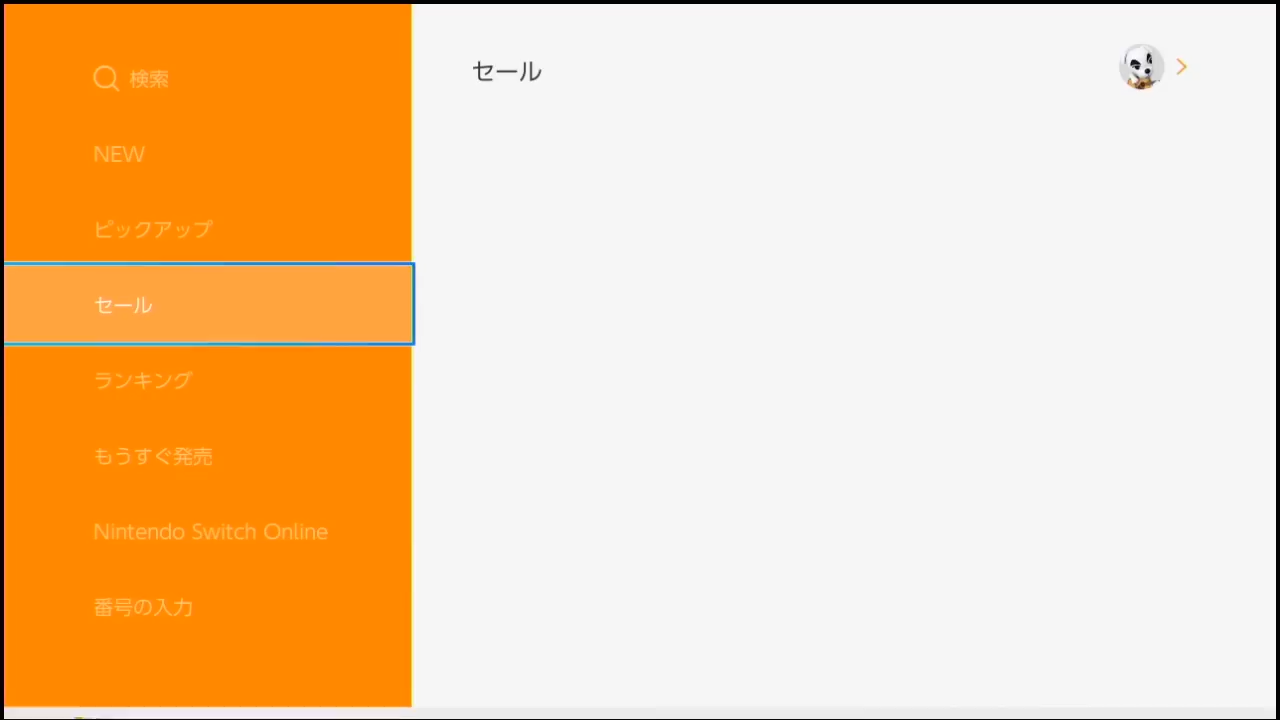 検索
NEW
ピックアップ
セール
ランキング
もうすぐ発売
Nintendo Switch Online
番号の入力
セール